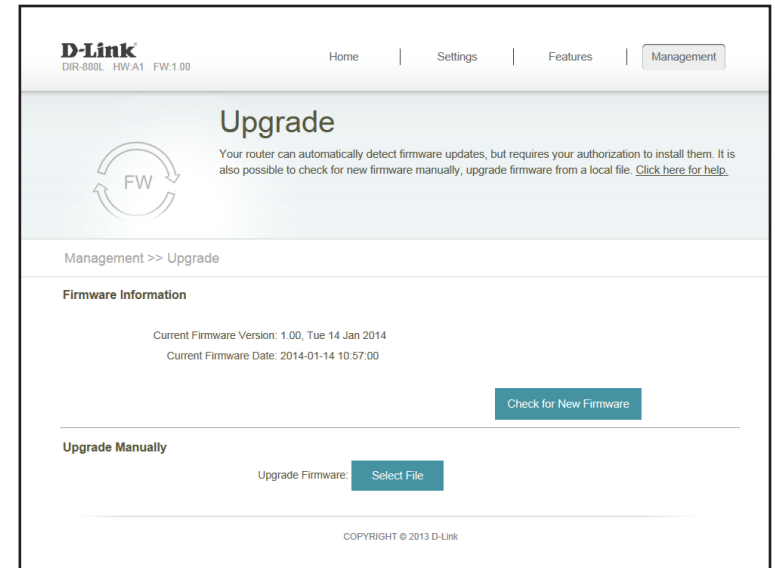 D-Link
DIR-880L HW:A1 FW:1.00
Home | Settings | Features | Management
Upgrade
Your router can automatically detect firmware updates, but requires your authorization to install them. It is
also possible to check for new firmware manually, upgrade firmware from a local file. Click here for help.
FW
Management >> Upgrade
Firmware Information
Current Firmware Version: 1.00, Tue 14 Jan 2014
Current Firmware Date: 2014-01-14 10:57:00
Check for New Firmware
Upgrade Manually
Upgrade Firmware: Select File
COPYRIGHT © 2013 D-Link